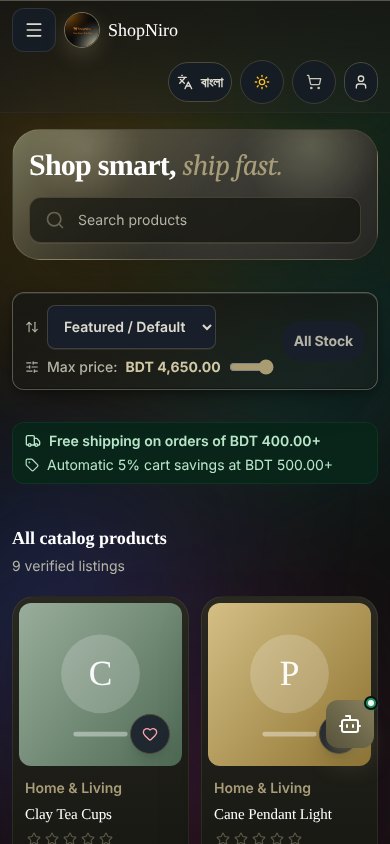 ShopNiro
বাংলা
Shop smart, ship fast.
Search products
Featured / Default
All Stock
Max price: BDT 4,650.00
Free shipping on orders of BDT 400.00+
Automatic 5% cart savings at BDT 500.00+
All catalog products
9 verified listings
C
P
Home & Living
Home & Living
Clay Tea Cups
Cane Pendant Light